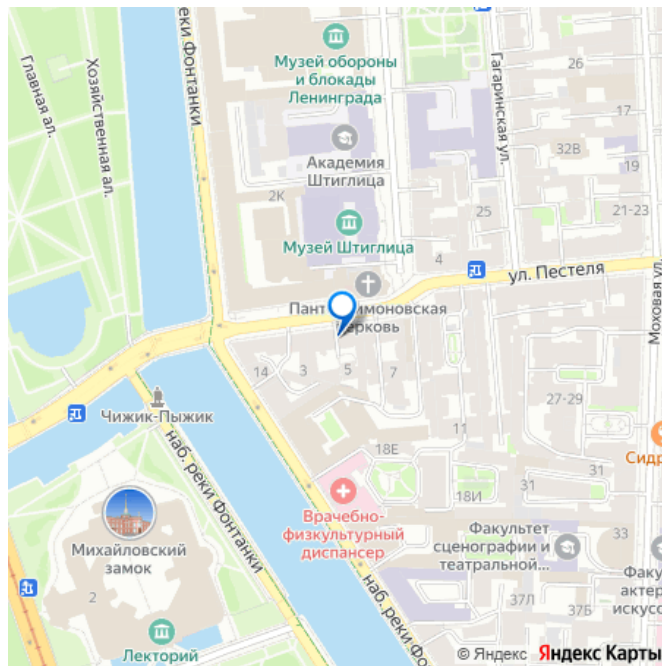 реки Фонтанки
Главная ал.
Хозяйственная ал.
Музей обороны
и блокады
Ленинграда
Гагаринская ул.
26
17
32В
19
Академия
Штиглица
2К
25
21-23
Музей Штиглица
4
ул. Пестеля
Моховая ул.
14
3
5
7
Чижик-Пыжик
наб. реки Фонтанки
11
27-29
18Е
Сидр
31
31
18И
Врачебно-
физкультурный
диспансер
Михайловский
замок
2
Факультет
сценографии и
театральной...
33
Факу
актер
искусс
37Л
37Б
наб. реки Фо
Лекторий
© Яндекс Яндекс Карты